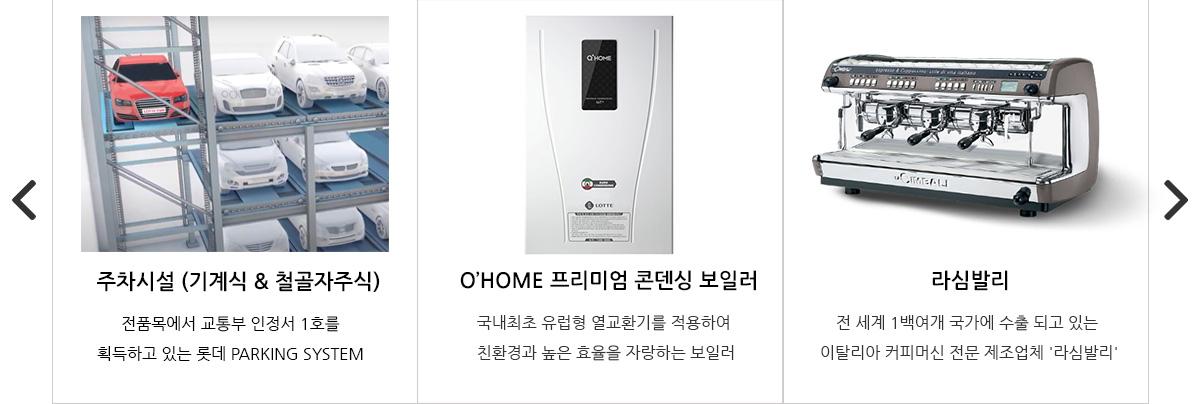 주차시설 (기계식 & 철골자주식)
전품목에서 교통부 인정서 1호를
획득하고 있는 롯데 PARKING SYSTEM
O'HOME
LOTTE
O'HOME 프리미엄 콘덴싱 보일러
국내최초 유럽형 열교환기를 적용하여
친환경과 높은 효율을 자랑하는 보일러
LACIMBALI
라심발리
전 세계 1백여개 국가에 수출 되고 있는
이탈리아 커피머신 전문 제조업체 '라심발리'